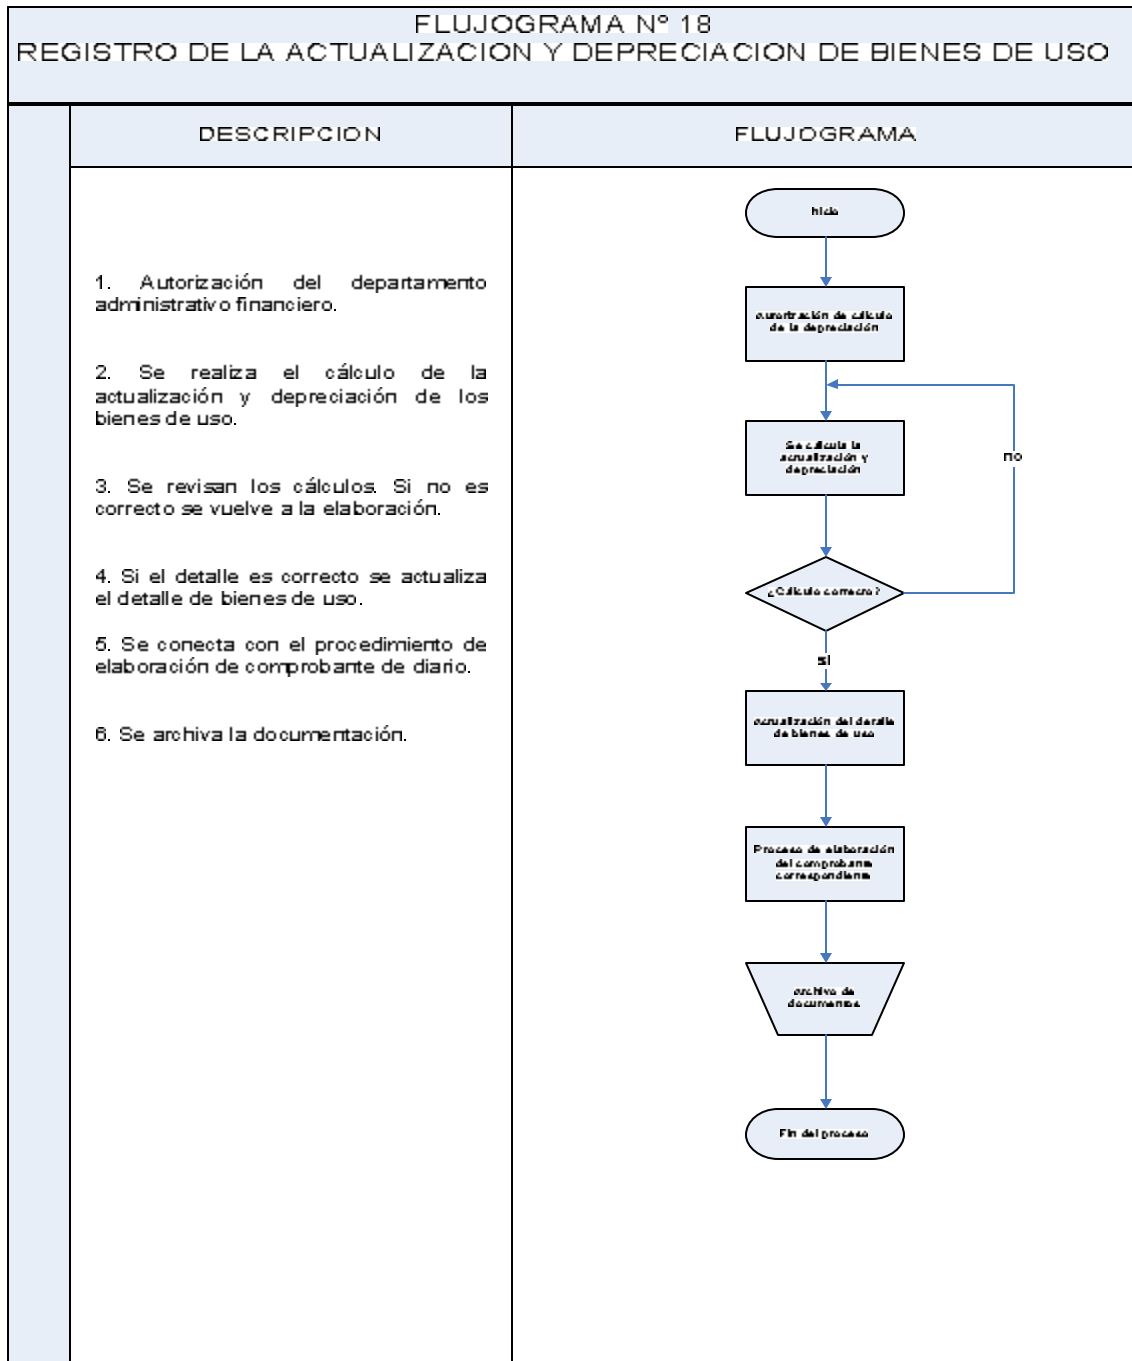 FLUJOGRAMA Nº 18
REGISTRO DE LA ACTUALIZACION Y DEPRECIACION DE BIENES DE USO
DESCRIPCION
FLUJOGRAMA
1. Autorización del departamento
administrativo financiero.
2. Se realiza el cálculo de la
actualización y depreciación de los
bienes de uso.
3. Se revisan los cálculos. Si no es
correcto se vuelve a la elaboración.
4. Si el detalle es correcto se actualiza
el detalle de bienes de uso.
5. Se conecta con el procedimiento de
elaboración de comprobante de diario.
6. Se archiva la documentación.
Inicio
Autorización de cálculo
de la depreciación
Se calcula la
actualización y
depreciación
no
¿Cálculo correcto?
si
Actualización del detalle
de bienes de uso
Proceso de elaboración
del comprobante
correspondiente
Archivo de
documentos
Fin del proceso